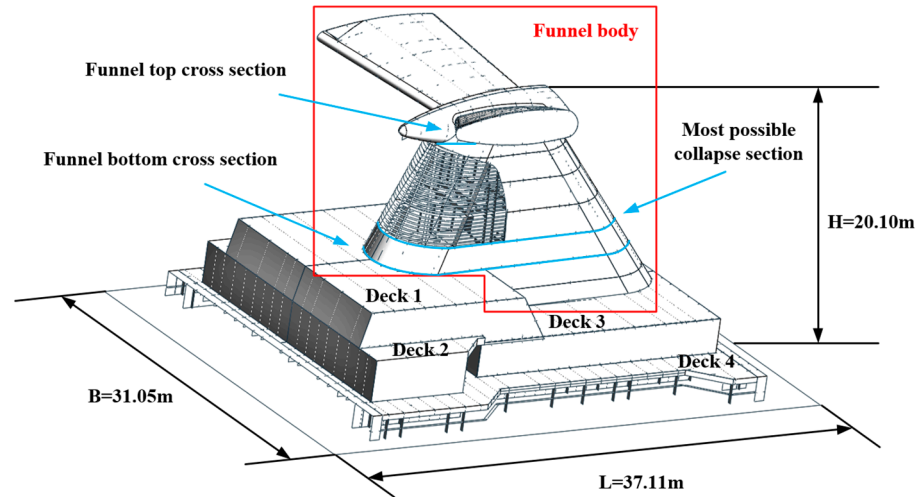 Funnel body
Funnel top cross section
Most possible
collapse section
Funnel bottom cross section
H=20.10m
Deck 1
Deck 3
Deck 2
Deck 4
B=31.05m
L=37.11m